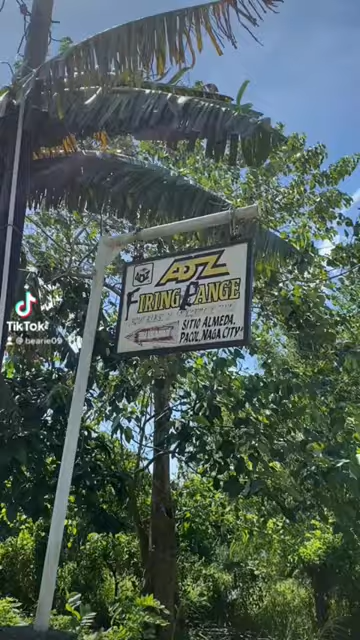 ADZ
FIRING RANGE
SITIO ALMEDA,
PACOL, NAGA CITY
TikTok
@bearie09